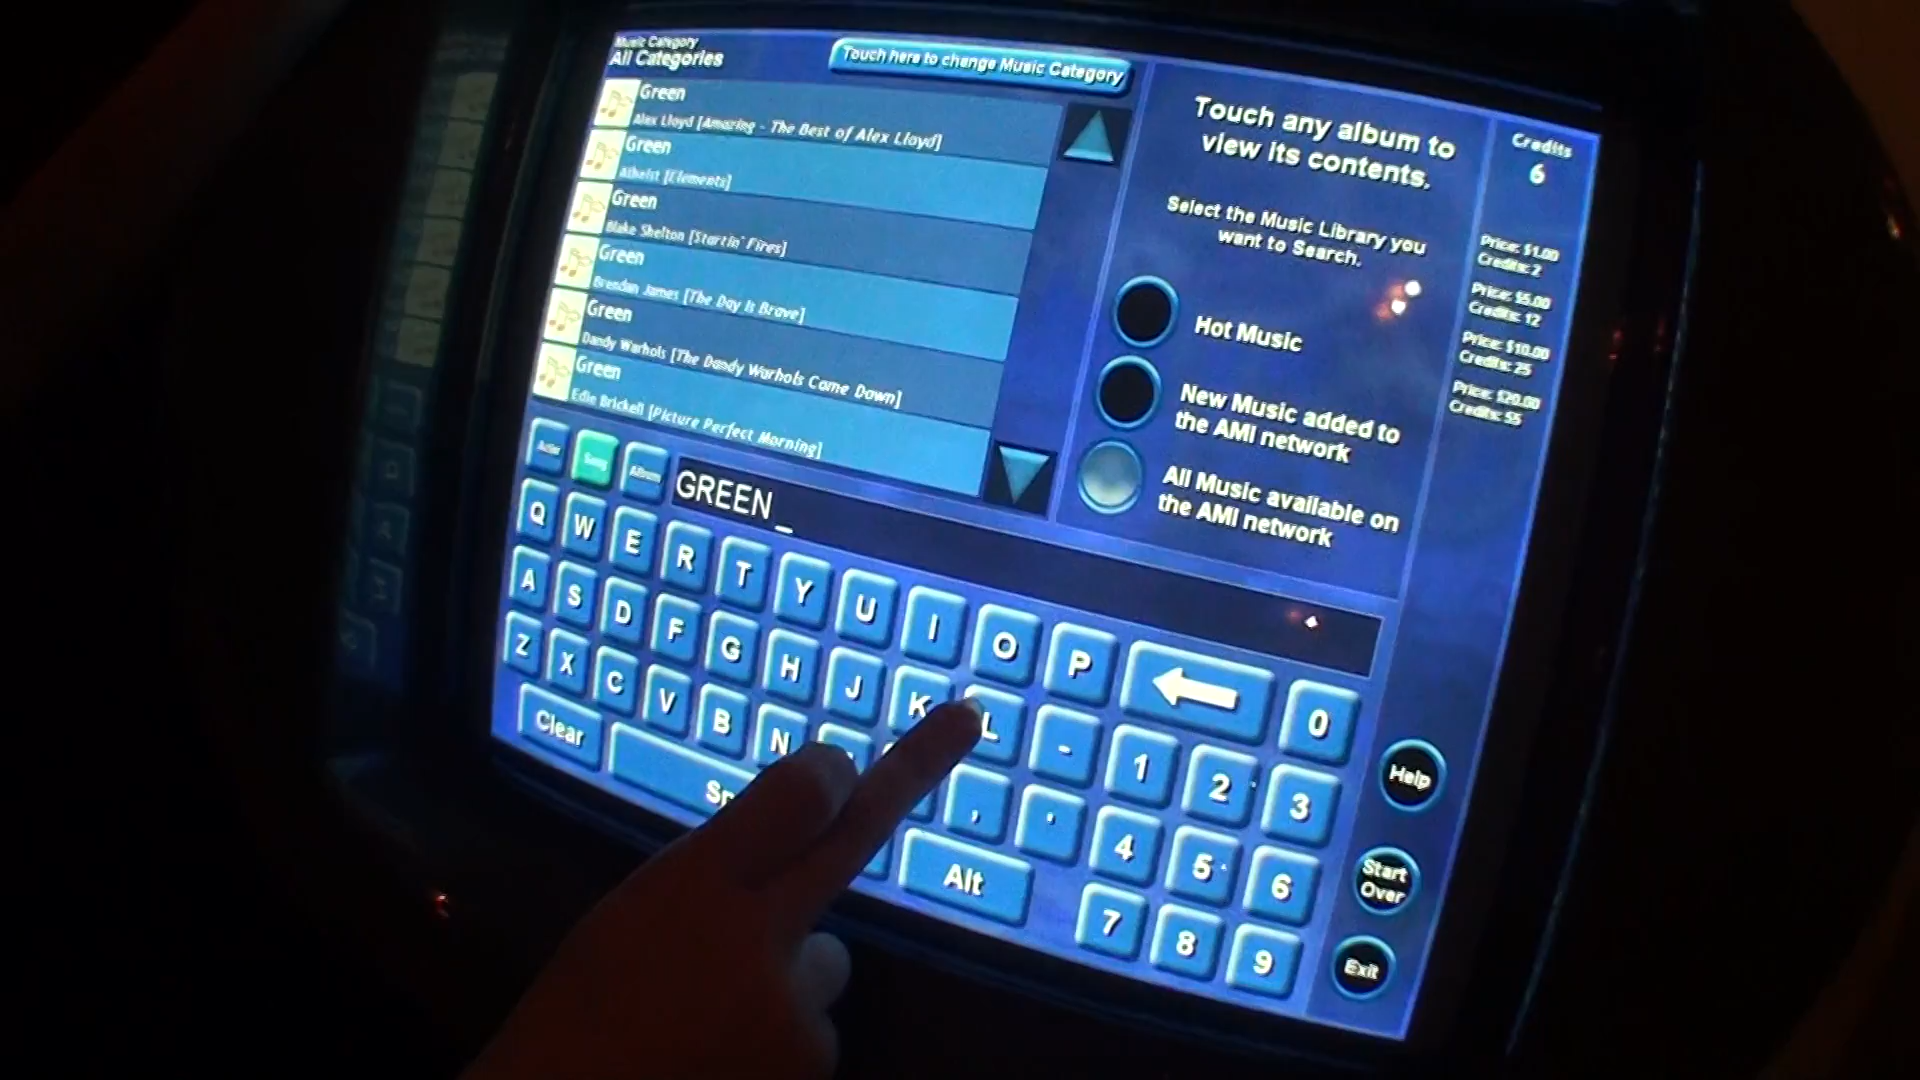 Music Category
All Categories
Touch here to change Music Category
Green
Alex Lloyd [Amazing - The Best of Alex Lloyd]
Green
Atheist [Elements]
Green
Blake Shelton [Startin' Fires]
Green
Brendan James [The Day Is Brave]
Green
Dandy Warhols [The Dandy Warhols Come Down]
Green
Edie Brickell [Picture Perfect Morning]
Touch any album to
view its contents.
Select the Music Library you
want to Search.
Hot Music
New Music added to
the AMI network
All Music available on
the AMI network
Credits
6
Price: $1.00
Credits: 2
Price: $5.00
Credits: 12
Price: $10.00
Credits: 25
Price: $20.00
Credits: 55
Song Album
GREEN_
Q W E R T Y U I O P 0
A S D F G H J K L - 1 2 3
Z X C V B N , ' 4 5 6
Clear Alt 7 8 9
Help
Start
Over
Exit